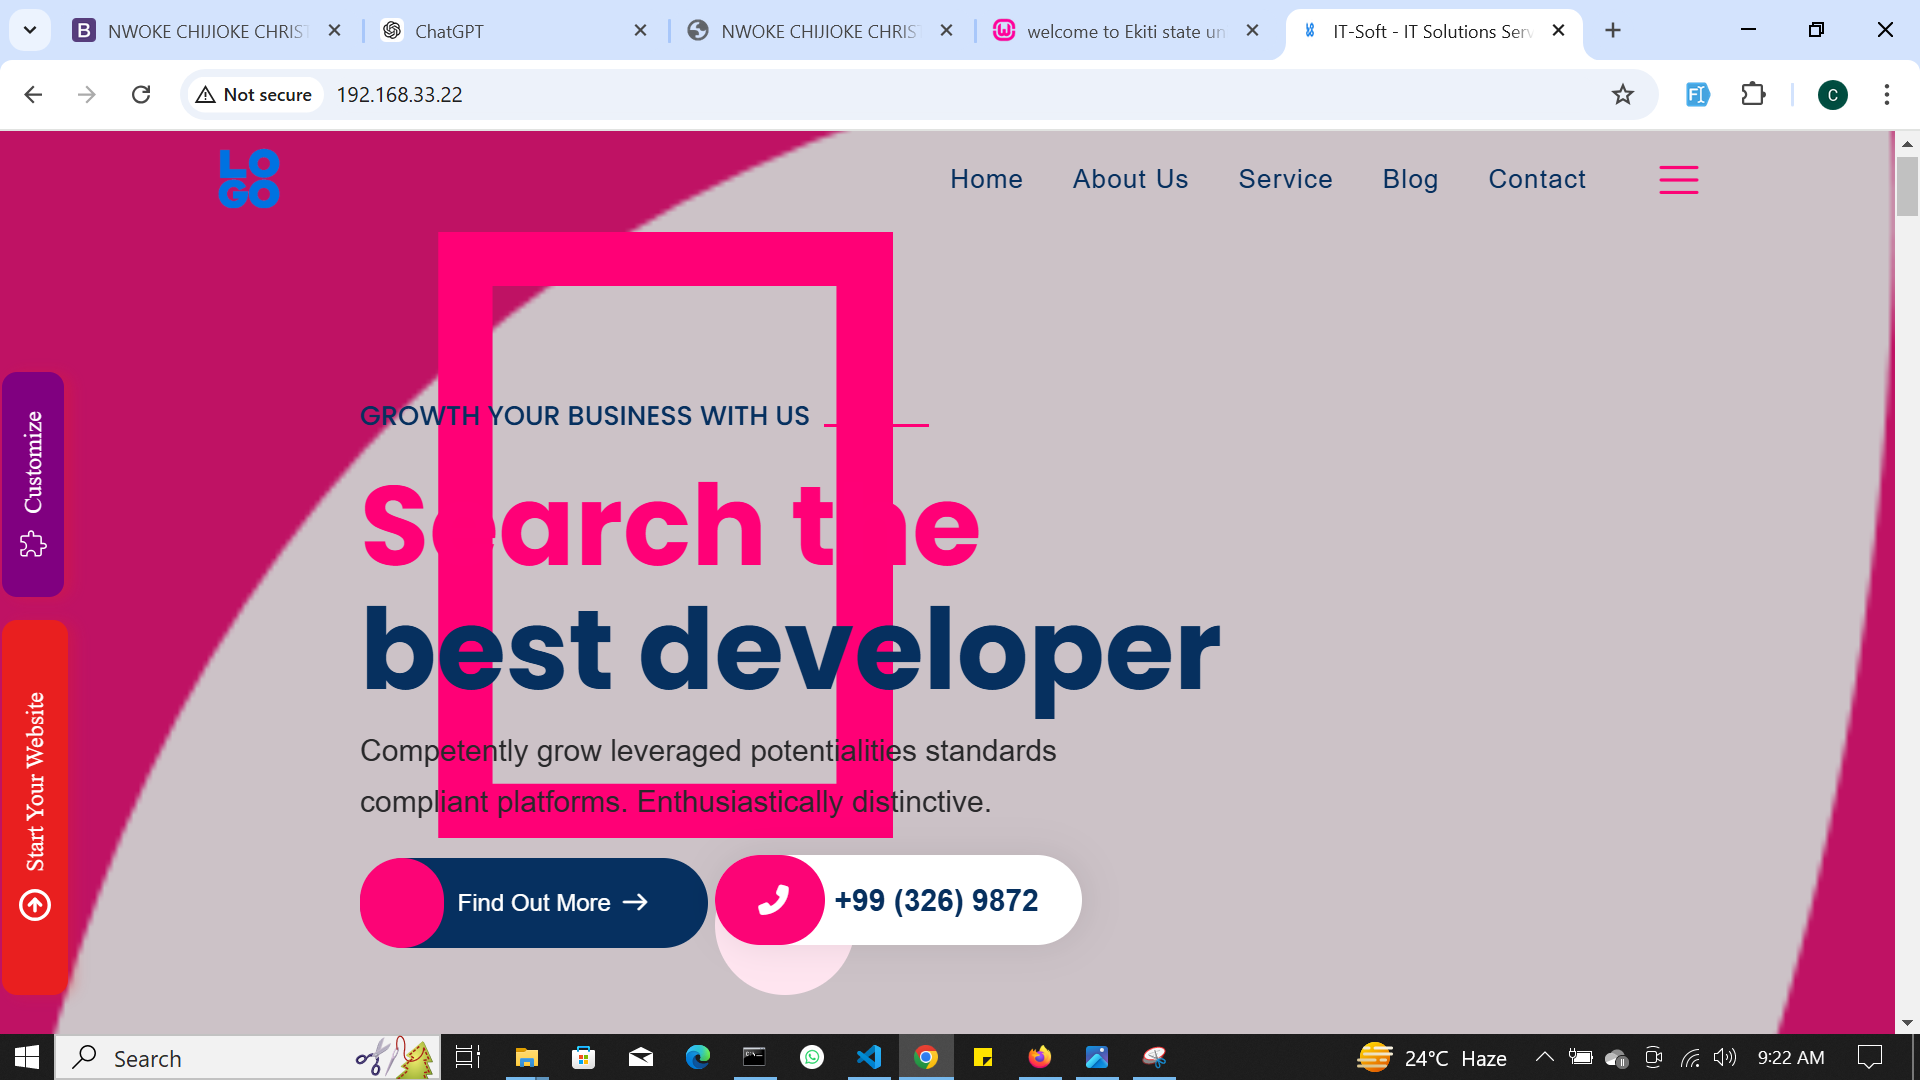 NWOKE CHIJIOKE CHRIST
ChatGPT
NWOKE CHIJIOKE CHRIS
welcome to Ekiti state un
IT-Soft - IT Solutions Serv
Not secure
192.168.33.22
C
LO
GO
Home
About Us
Service
Blog
Contact
Customize
Start Your Website
GROWTH YOUR BUSINESS WITH US
Search the
best developer
Competently grow leveraged potentialities standards
compliant platforms. Enthusiastically distinctive.
Find Out More
+99 (326) 9872
Search
24°C Haze
9:22 AM